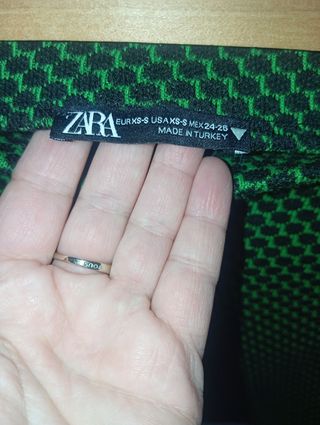 ZARA EUR XS-S USA XS-S MEX 24-26
MADE IN TURKEY